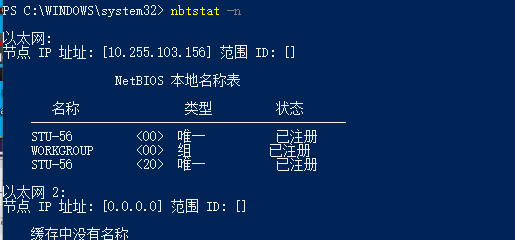 PS C:\WINDOWS\system32> nbtstat -n
以太网:
节点 IP 址址: [10.255.103.156] 范围 ID: []
NetBIOS 本地名称表
名称 类型 状态
STU-56 <00> 唯一 已注册
WORKGROUP <00> 组 已注册
STU-56 <20> 唯一 已注册
以太网 2:
节点 IP 址址: [0.0.0.0] 范围 ID: []
缓存中没有名称